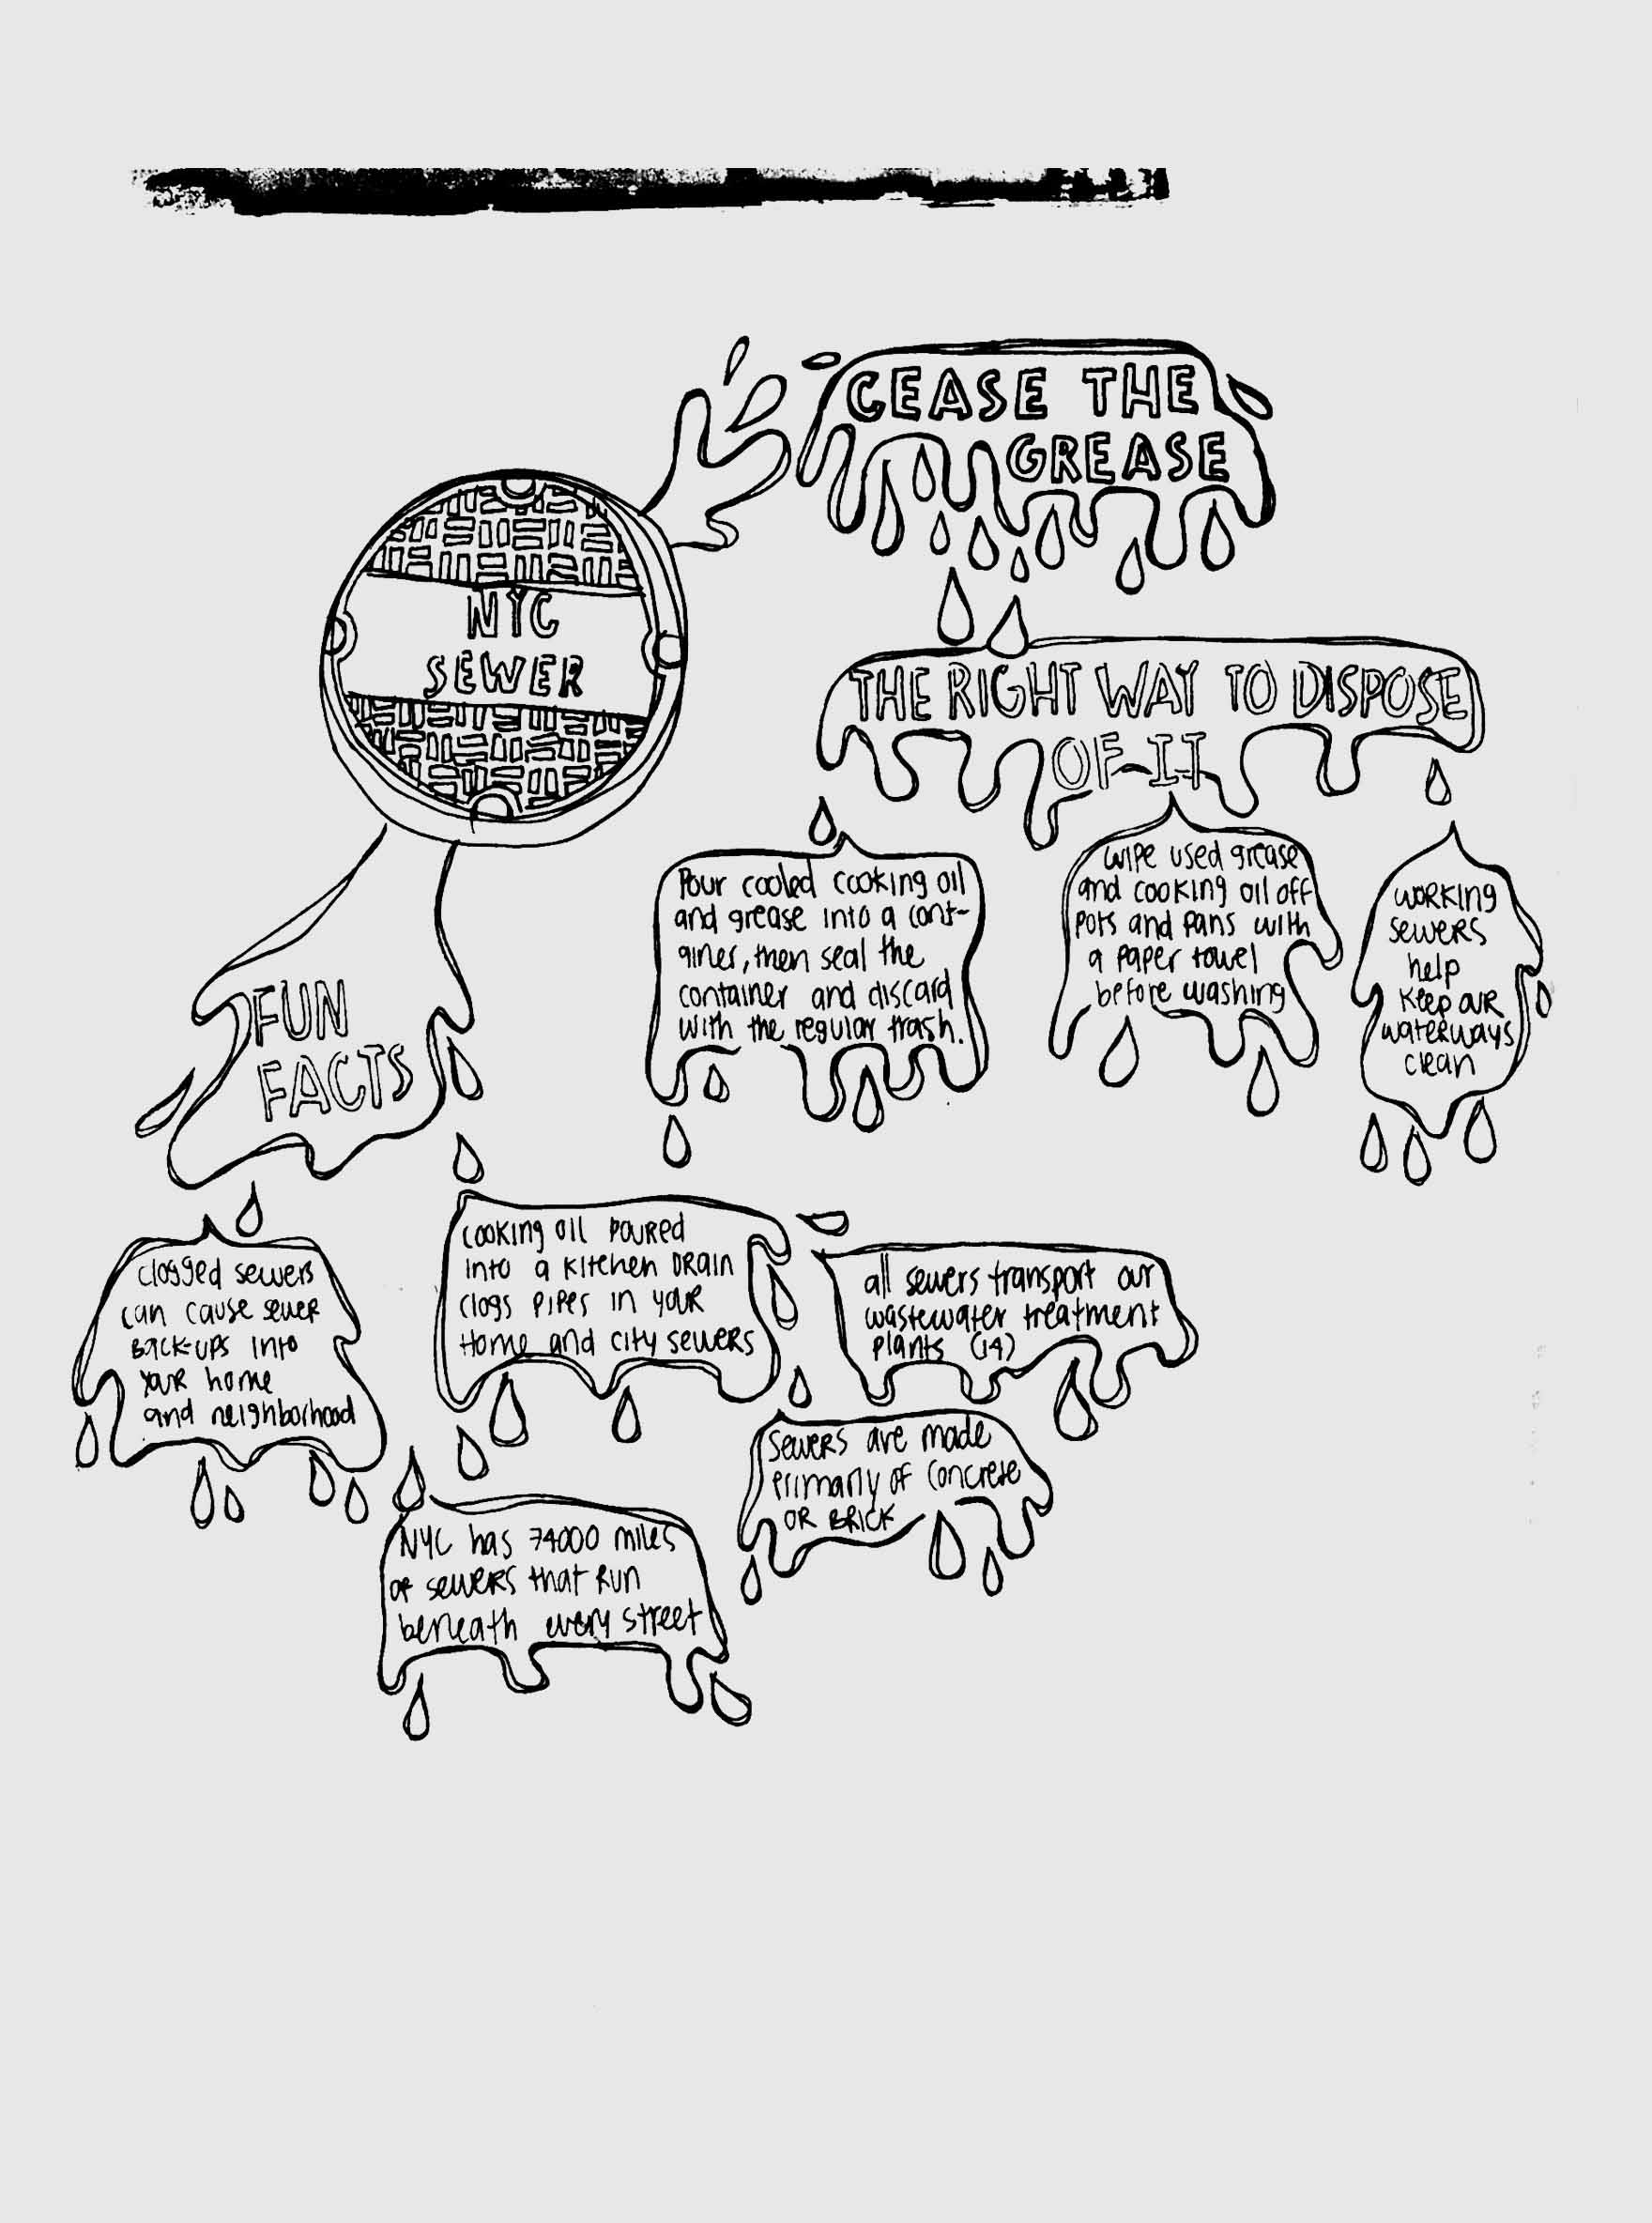 CEASE THE
GREASE
NYC
SEWER
THE RIGHT WAY TO DISPOSE
OF IT
Pour cooled cooking oil
and grease into a cont-
ainer, then seal the
container and discard
with the regular trash.
wipe used grease
and cooking oil off
pots and pans with
a paper towel
before washing
working
sewers
help
keep our
waterways
clean
FUN
FACTS
clogged sewers
can cause sewer
back-ups into
your home
and neighborhood
cooking oil poured
into a kitchen drain
clogs pipes in your
home and city sewers
all sewers transport our
wastewater treatment
plants (14)
sewers are made
primarily of concrete
or brick
NYC has 74000 miles
of sewers that run
beneath every street